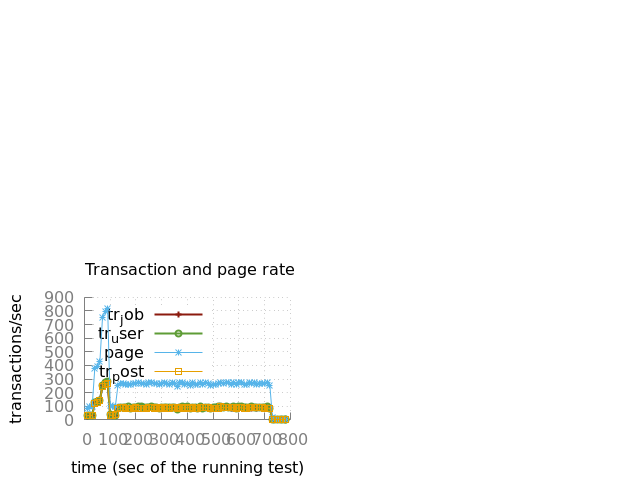 Transaction and page rate
transactions/sec
900
800
700
600
500
400
300
200
100
0
tr_job
tr_user
page
tr_post
0 100 200 300 400 500 600 700 800
time (sec of the running test)